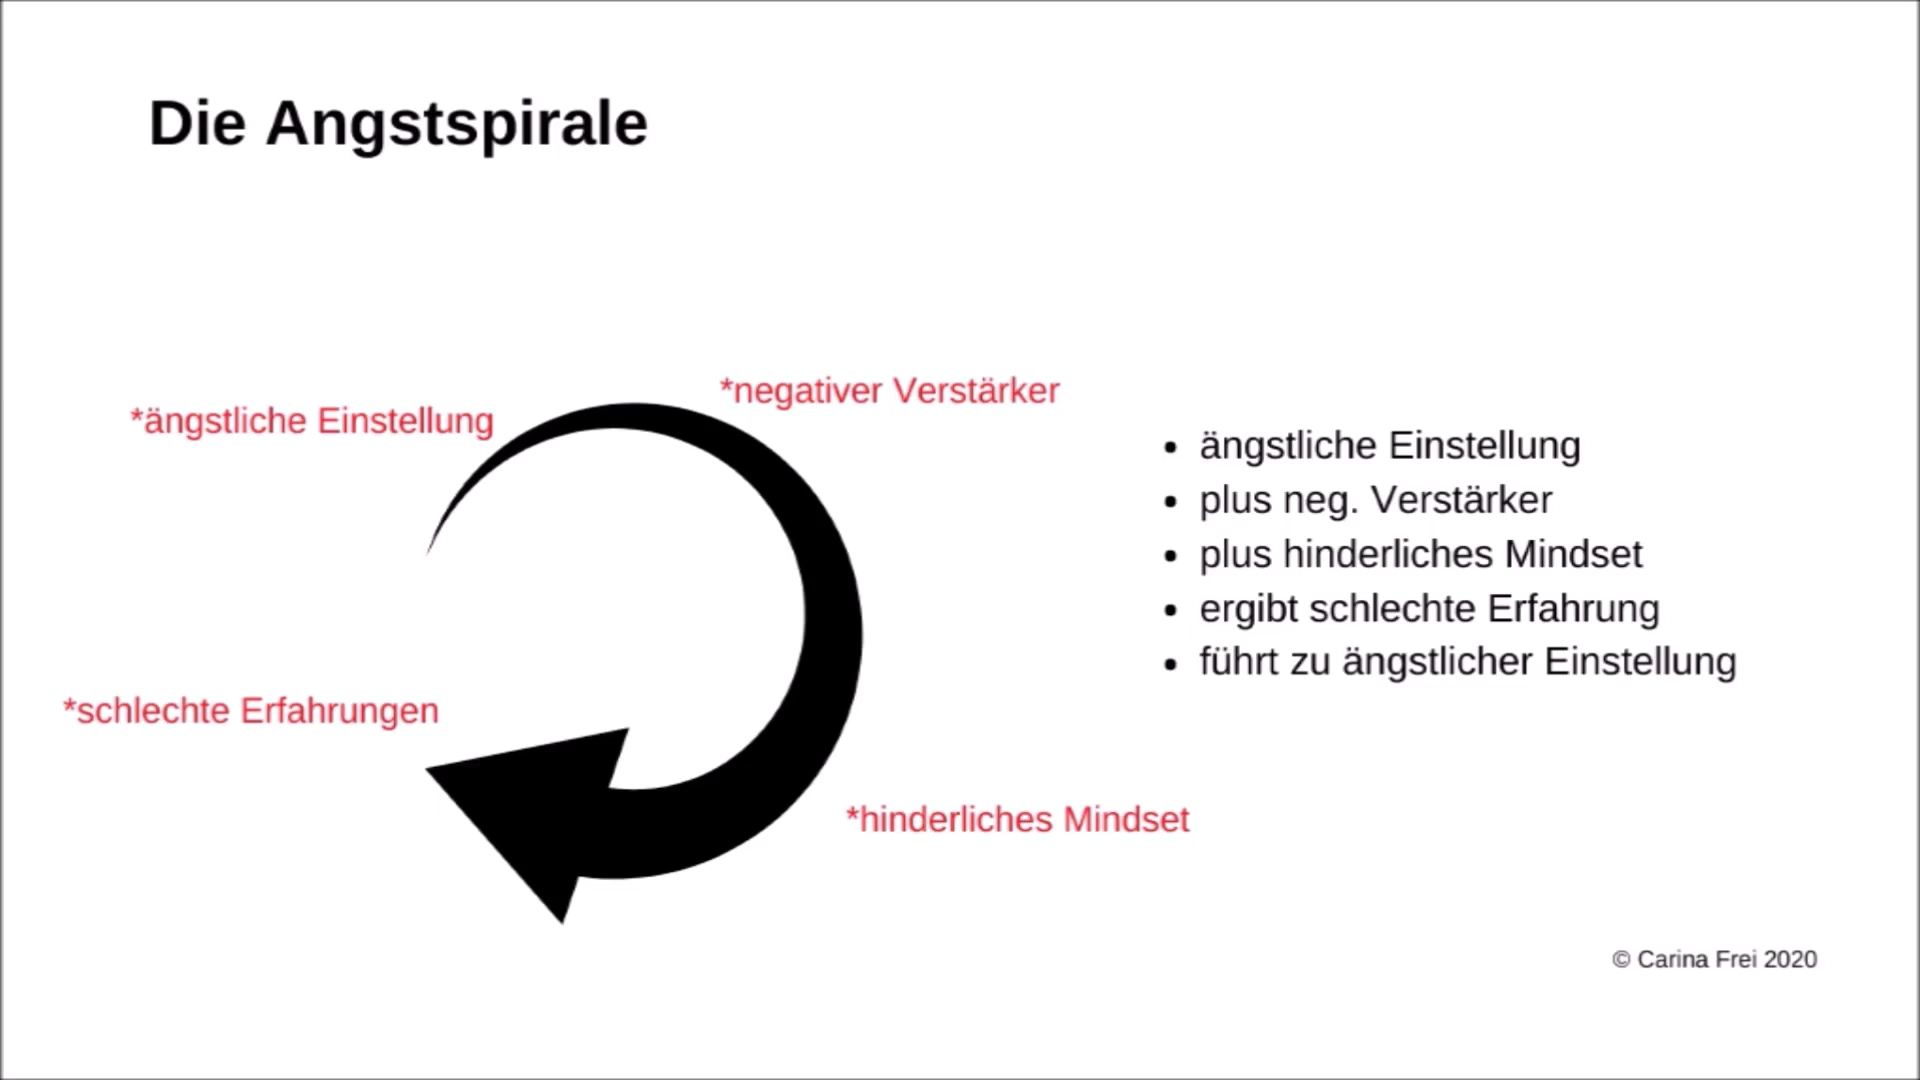 Die Angstspirale
*negativer Verstärker
*ängstliche Einstellung
*schlechte Erfahrungen
*hinderliches Mindset
• ängstliche Einstellung
• plus neg. Verstärker
• plus hinderliches Mindset
• ergibt schlechte Erfahrung
• führt zu ängstlicher Einstellung
© Carina Frei 2020